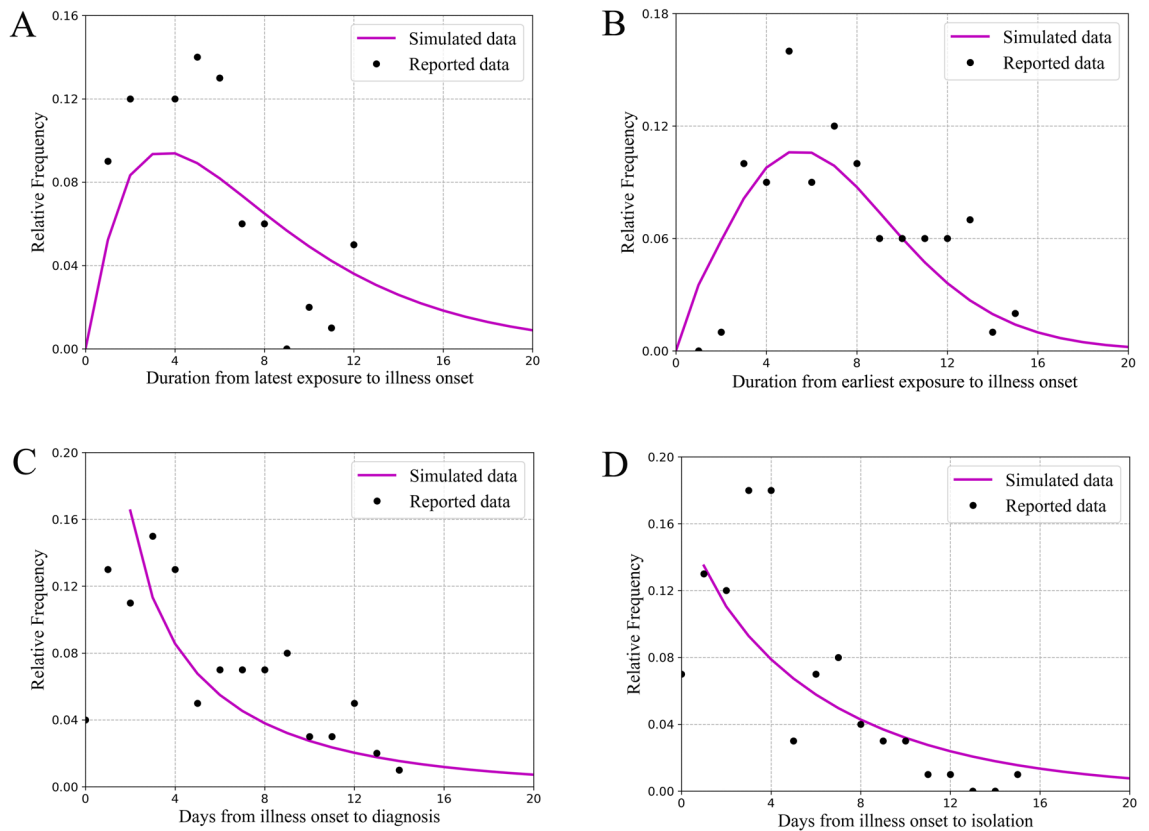 A
0.16
0.12
0.08
0.04
0.00
Relative Frequency
Simulated data
Reported data
0 4 8 12 16 20
Duration from latest exposure to illness onset
B
0.18
0.12
0.06
0.00
Relative Frequency
Simulated data
Reported data
0 4 8 12 16 20
Duration from earliest exposure to illness onset
C
0.20
0.16
0.12
0.08
0.04
0.00
Relative Frequency
Simulated data
Reported data
0 4 8 12 16 20
Days from illness onset to diagnosis
D
0.20
0.16
0.12
0.08
0.04
0.00
Relative Frequency
Simulated data
Reported data
0 4 8 12 16 20
Days from illness onset to isolation